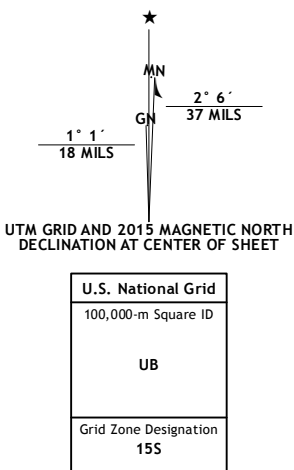 ★
MN
GN
2° 6´
37 MILS
1° 1´
18 MILS
UTM GRID AND 2015 MAGNETIC NORTH
DECLINATION AT CENTER OF SHEET
U.S. National Grid
100,000-m Square ID
UB
Grid Zone Designation
15S